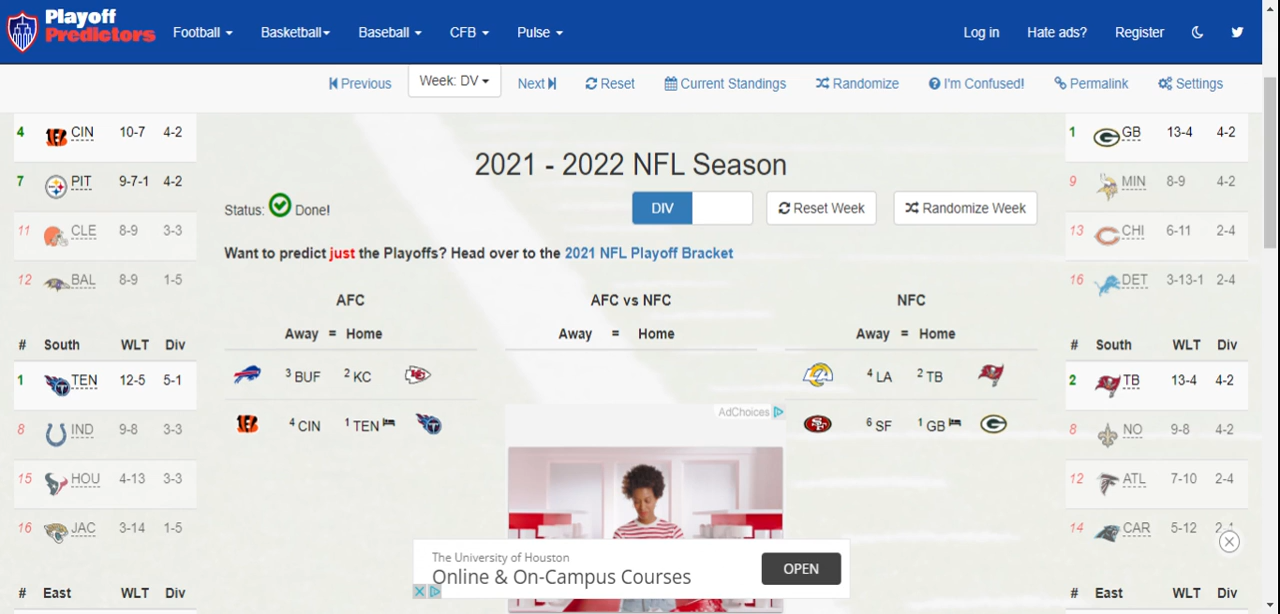 Playoff
Predictors
Football Basketball Baseball CFB Pulse Log in Hate ads? Register
Previous Week: DV Next Reset Current Standings Randomize I'm Confused! Permalink Settings
4 CIN 10-7 4-2
7 PIT 9-7-1 4-2
11 CLE 8-9 3-3
12 BAL 8-9 1-5
# South WLT Div
1 TEN 12-5 5-1
8 IND 9-8 3-3
15 HOU 4-13 3-3
16 JAC 3-14 1-5
# East WLT Div
2021 - 2022 NFL Season
Status: Done!
DIV Reset Week Randomize Week
Want to predict just the Playoffs? Head over to the 2021 NFL Playoff Bracket
AFC
Away = Home
3 BUF 2 KC
4 CIN 1 TEN
AFC vs NFC
Away = Home
NFC
Away = Home
4 LA 2 TB
6 SF 1 GB
AdChoices
The University of Houston
Online & On-Campus Courses
OPEN
1 GB 13-4 4-2
9 MIN 8-9 4-2
13 CHI 6-11 2-4
16 DET 3-13-1 2-4
# South WLT Div
2 TB 13-4 4-2
8 NO 9-8 4-2
12 ATL 7-10 2-4
14 CAR 5-12
# East WLT Div